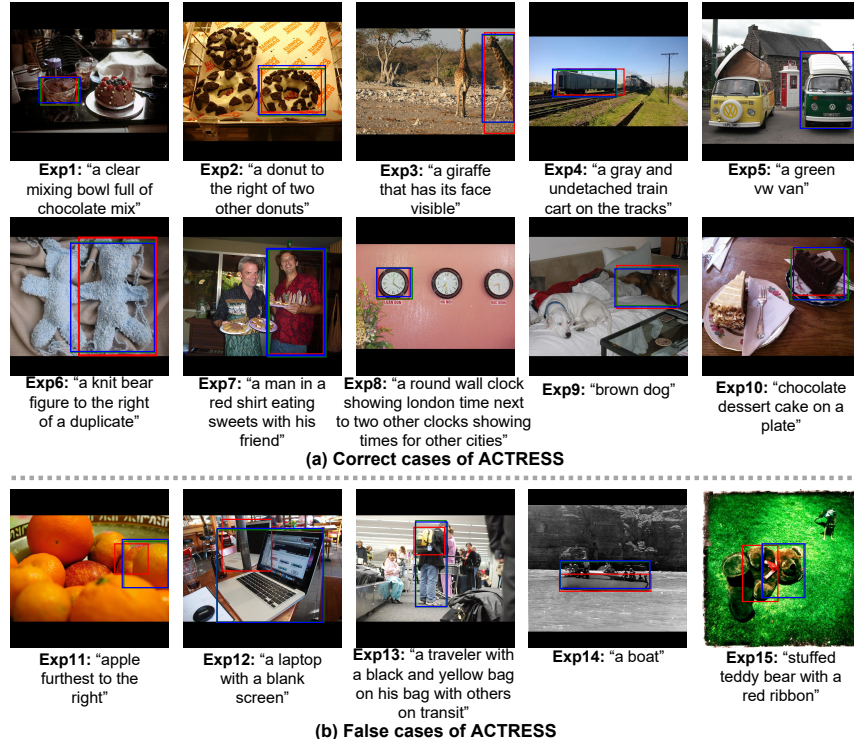 Exp1: “a clear
mixing bowl full of
chocolate mix”
Exp2: “a donut to
the right of two
other donuts”
Exp3: “a giraffe
that has its face
visible”
Exp4: “a gray and
undetached train
cart on the tracks”
Exp5: “a green
vw van”
Exp6: “a knit bear
figure to the right
of a duplicate”
Exp7: “a man in a
red shirt eating
sweets with his
friend”
Exp8: “a round wall clock
showing london time next
to two other clocks showing
times for other cities”
Exp9: “brown dog”
Exp10: “chocolate
dessert cake on a
plate”
(a) Correct cases of ACTRESS
Exp11: “apple
furthest to the
right”
Exp12: “a laptop
with a blank
screen”
Exp13: “a traveler with
a black and yellow bag
on his bag with others
on transit”
Exp14: “a boat”
Exp15: “stuffed
teddy bear with a
red ribbon”
(b) False cases of ACTRESS